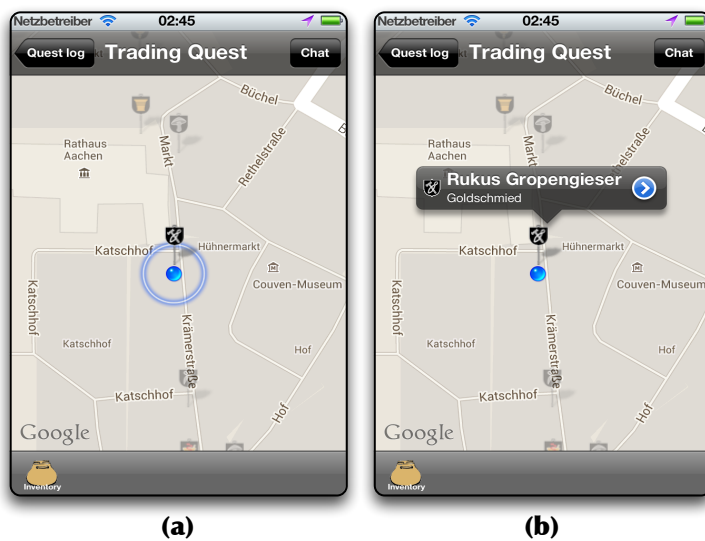 Netzbetreiber 02:45
Quest log Trading Quest Chat
Büchel
Rathaus
Aachen
Markt
Rethelstraße
Katschhof
Hühnermarkt
Couven-Museum
Katschhof
Krämerstraße
Katschhof
Hof
Katschhof
Hof
Google
Inventory
(a)
Netzbetreiber 02:45
Quest log Trading Quest Chat
Büchel
Rathaus
Aachen
Markt
Rukus Gropengieser
Goldschmied
Katschhof
Hühnermarkt
Couven-Museum
Katschhof
Krämerstraße
Katschhof
Hof
Katschhof
Hof
Google
Inventory
(b)